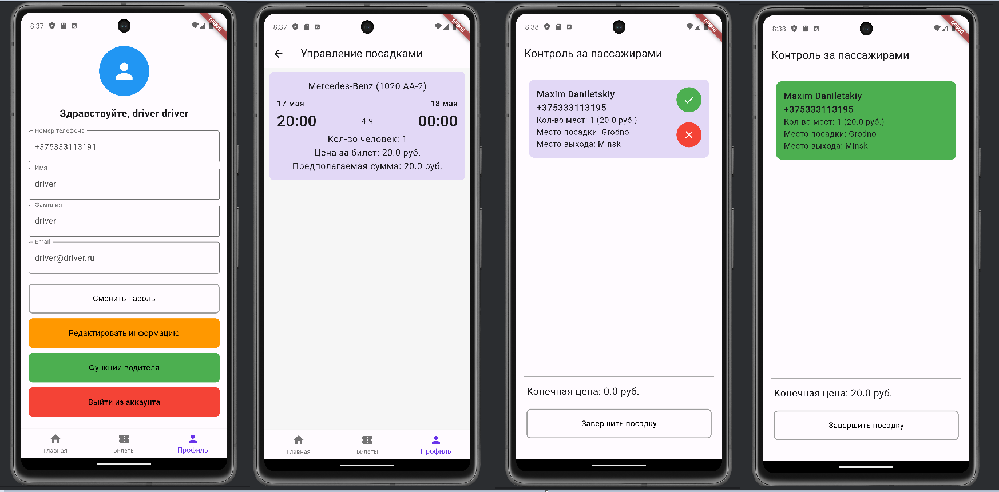 8:37
DEBUG
Здравствуйте, driver driver
Номер телефона
+375333113191
Имя
driver
Фамилия
driver
Email
driver@driver.ru
Сменить пароль
Редактировать информацию
Функции водителя
Выйти из аккаунта
Главная
Билеты
Профиль
8:37
DEBUG
Управление посадками
Mercedes-Benz (1020 AA-2)
17 мая
18 мая
20:00
4 ч
00:00
Кол-во человек: 1
Цена за билет: 20.0 руб.
Предполагаемая сумма: 20.0 руб.
Главная
Билеты
Профиль
8:38
DEBUG
Контроль за пассажирами
Maxim Daniletskiy
+375333113195
Кол-во мест: 1 (20.0 руб.)
Место посадки: Grodno
Место выхода: Minsk
Конечная цена: 0.0 руб.
Завершить посадку
8:38
DEBUG
Контроль за пассажирами
Maxim Daniletskiy
+375333113195
Кол-во мест: 1 (20.0 руб.)
Место посадки: Grodno
Место выхода: Minsk
Конечная цена: 20.0 руб.
Завершить посадку